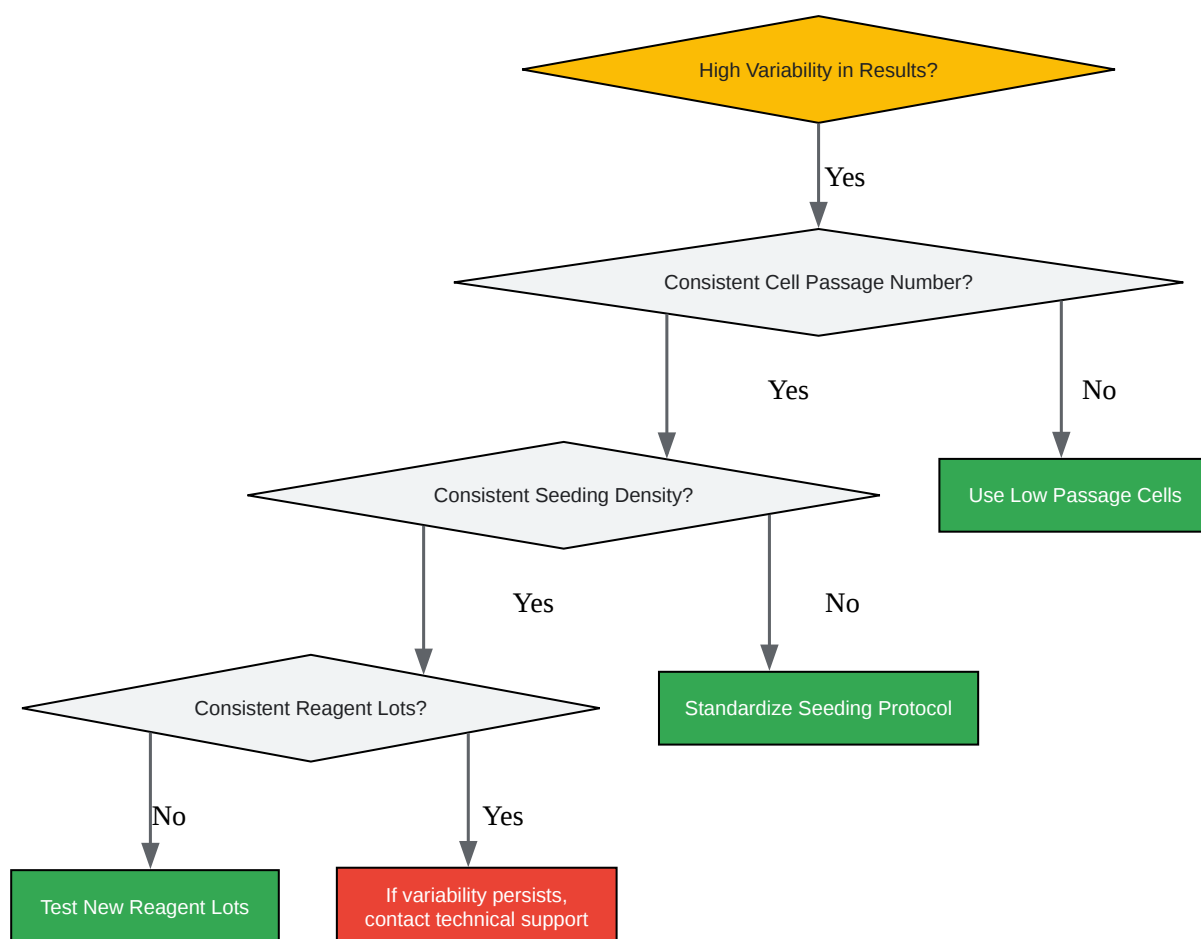 High Variability in Results?
Yes
Consistent Cell Passage Number?
Yes
No
Consistent Seeding Density?
Use Low Passage Cells
Yes
No
Consistent Reagent Lots?
Standardize Seeding Protocol
No
Yes
Test New Reagent Lots
If variability persists,
contact technical support